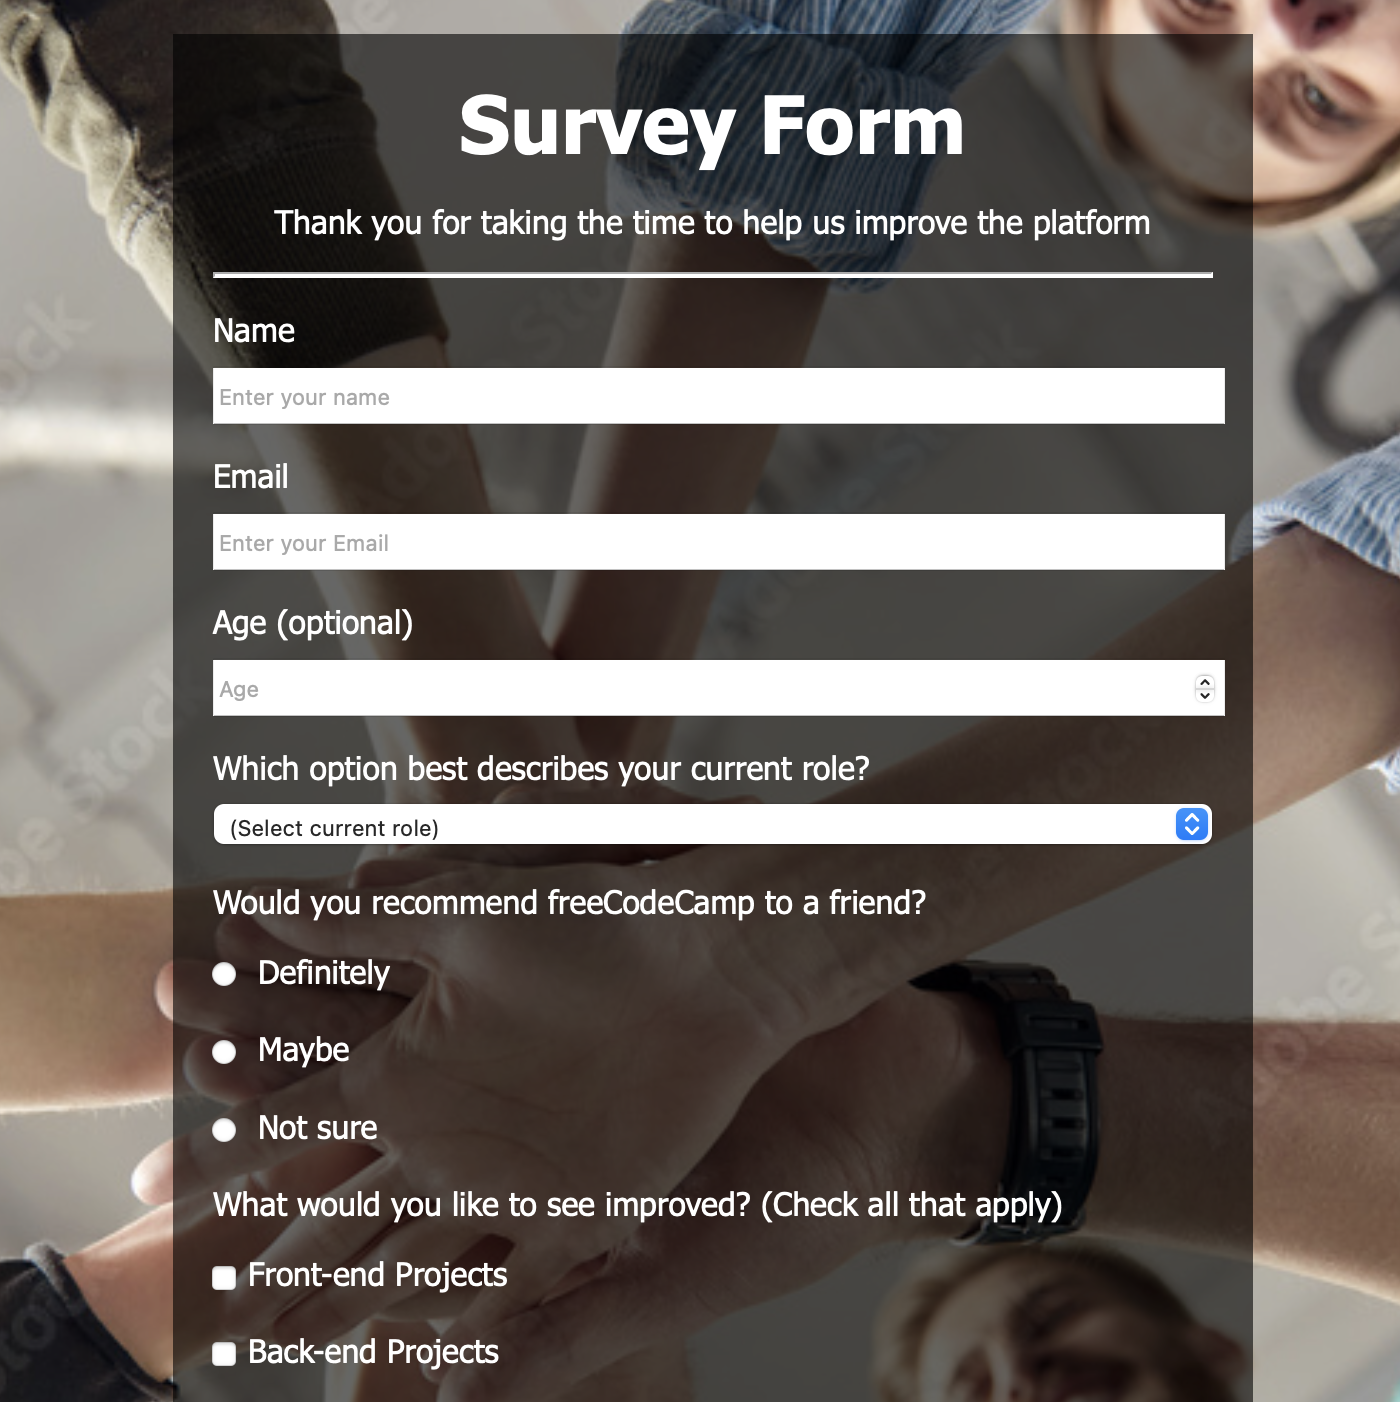 Survey Form
Thank you for taking the time to help us improve the platform
Name
Enter your name
Email
Enter your Email
Age (optional)
Age
Which option best describes your current role?
(Select current role)
Would you recommend freeCodeCamp to a friend?
Definitely
Maybe
Not sure
What would you like to see improved? (Check all that apply)
Front-end Projects
Back-end Projects